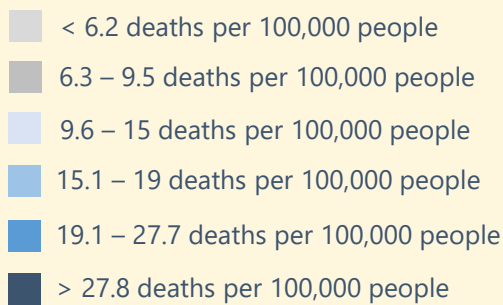 < 6.2 deaths per 100,000 people
6.3 – 9.5 deaths per 100,000 people
9.6 – 15 deaths per 100,000 people
15.1 – 19 deaths per 100,000 people
19.1 – 27.7 deaths per 100,000 people
> 27.8 deaths per 100,000 people